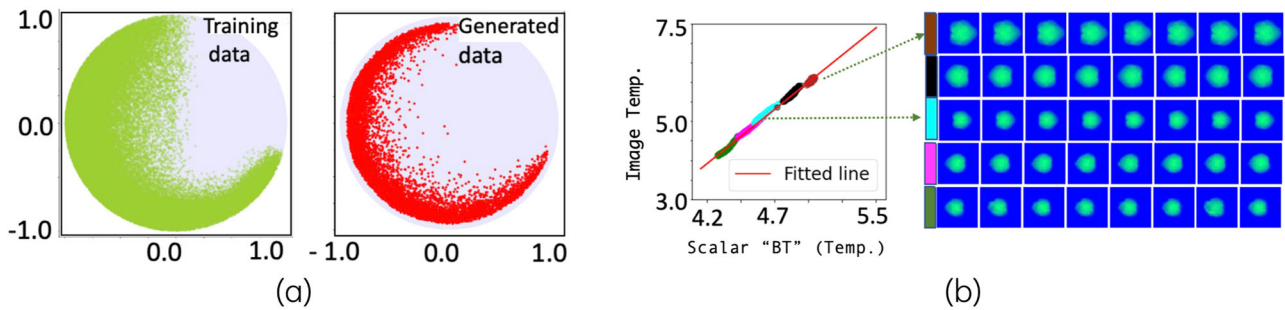 1.0
0.0
-1.0
0.0
1.0
Training
data
Generated
data
- 1.0
0.0
1.0
(a)
7.5
5.0
3.0
Image Temp.
Fitted line
4.2
4.7
5.5
Scalar “BT” (Temp.)
(b)